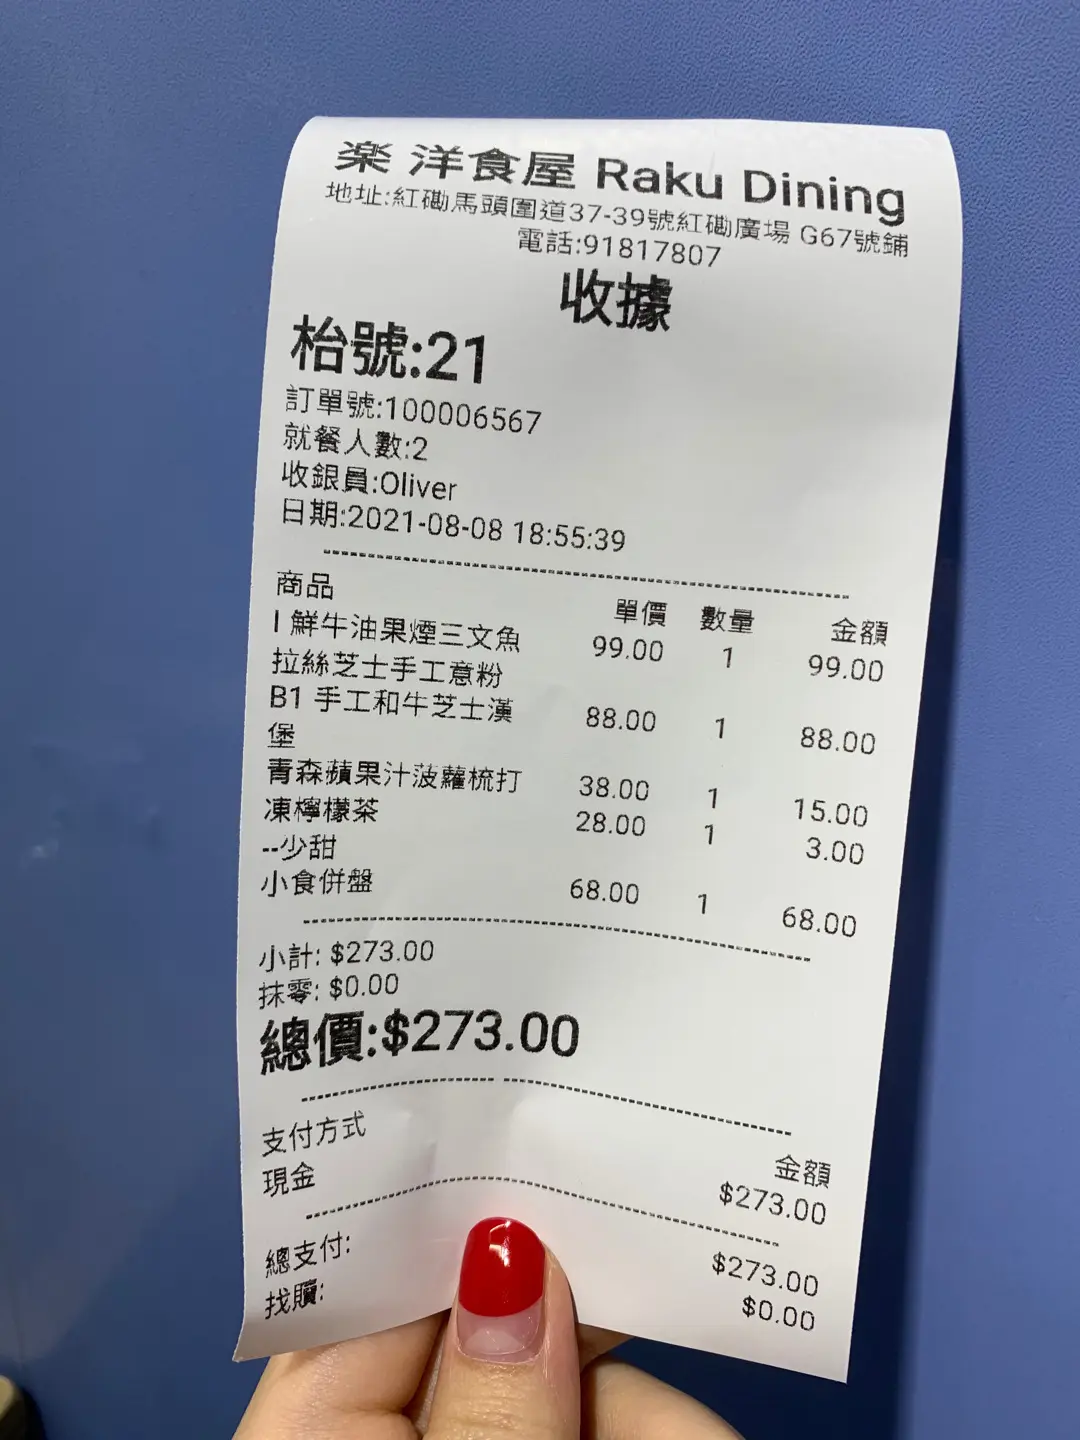 楽 洋食屋 Raku Dining
地址:紅磡馬頭圍道37-39號紅磡廣場 G67號鋪
電話:91817807
收據
枱號:21
訂單號:100006567
就餐人數:2
收銀員:Oliver
日期:2021-08-08 18:55:39
商品 單價 數量 金額
I 鮮牛油果煙三文魚 99.00 1 99.00
拉絲芝士手工意粉
B1 手工和牛芝士漢 88.00 1 88.00
堡
青森蘋果汁菠蘿梳打 38.00 1 15.00
凍檸檬茶 28.00 1 3.00
--少甜
小食併盤 68.00 1 68.00
小計: $273.00
抹零: $0.00
總價:$273.00
支付方式 金額
現金 $273.00
總支付: $273.00
找贖: $0.00